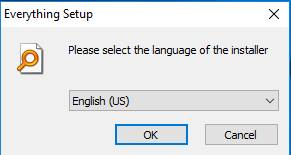 Everything Setup
Please select the language of the installer
English (US)
OK Cancel